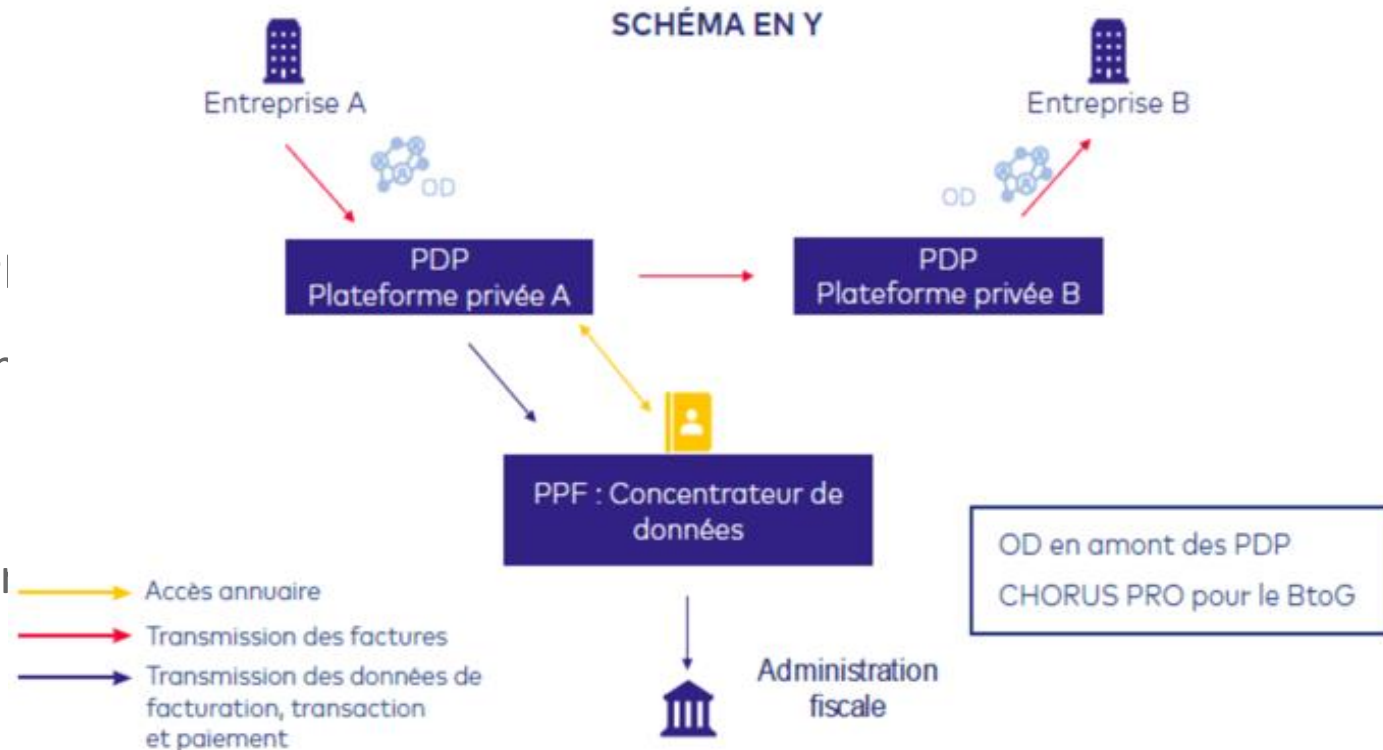 SCHÉMA EN Y
Entreprise A
Entreprise B
OD
OD
PDP
Plateforme privée A
PDP
Plateforme privée B
PPF : Concentrateur de
données
OD en amont des PDP
CHORUS PRO pour le BtoG
Accès annuaire
Transmission des factures
Transmission des données de
facturation, transaction
et paiement
Administration
fiscale